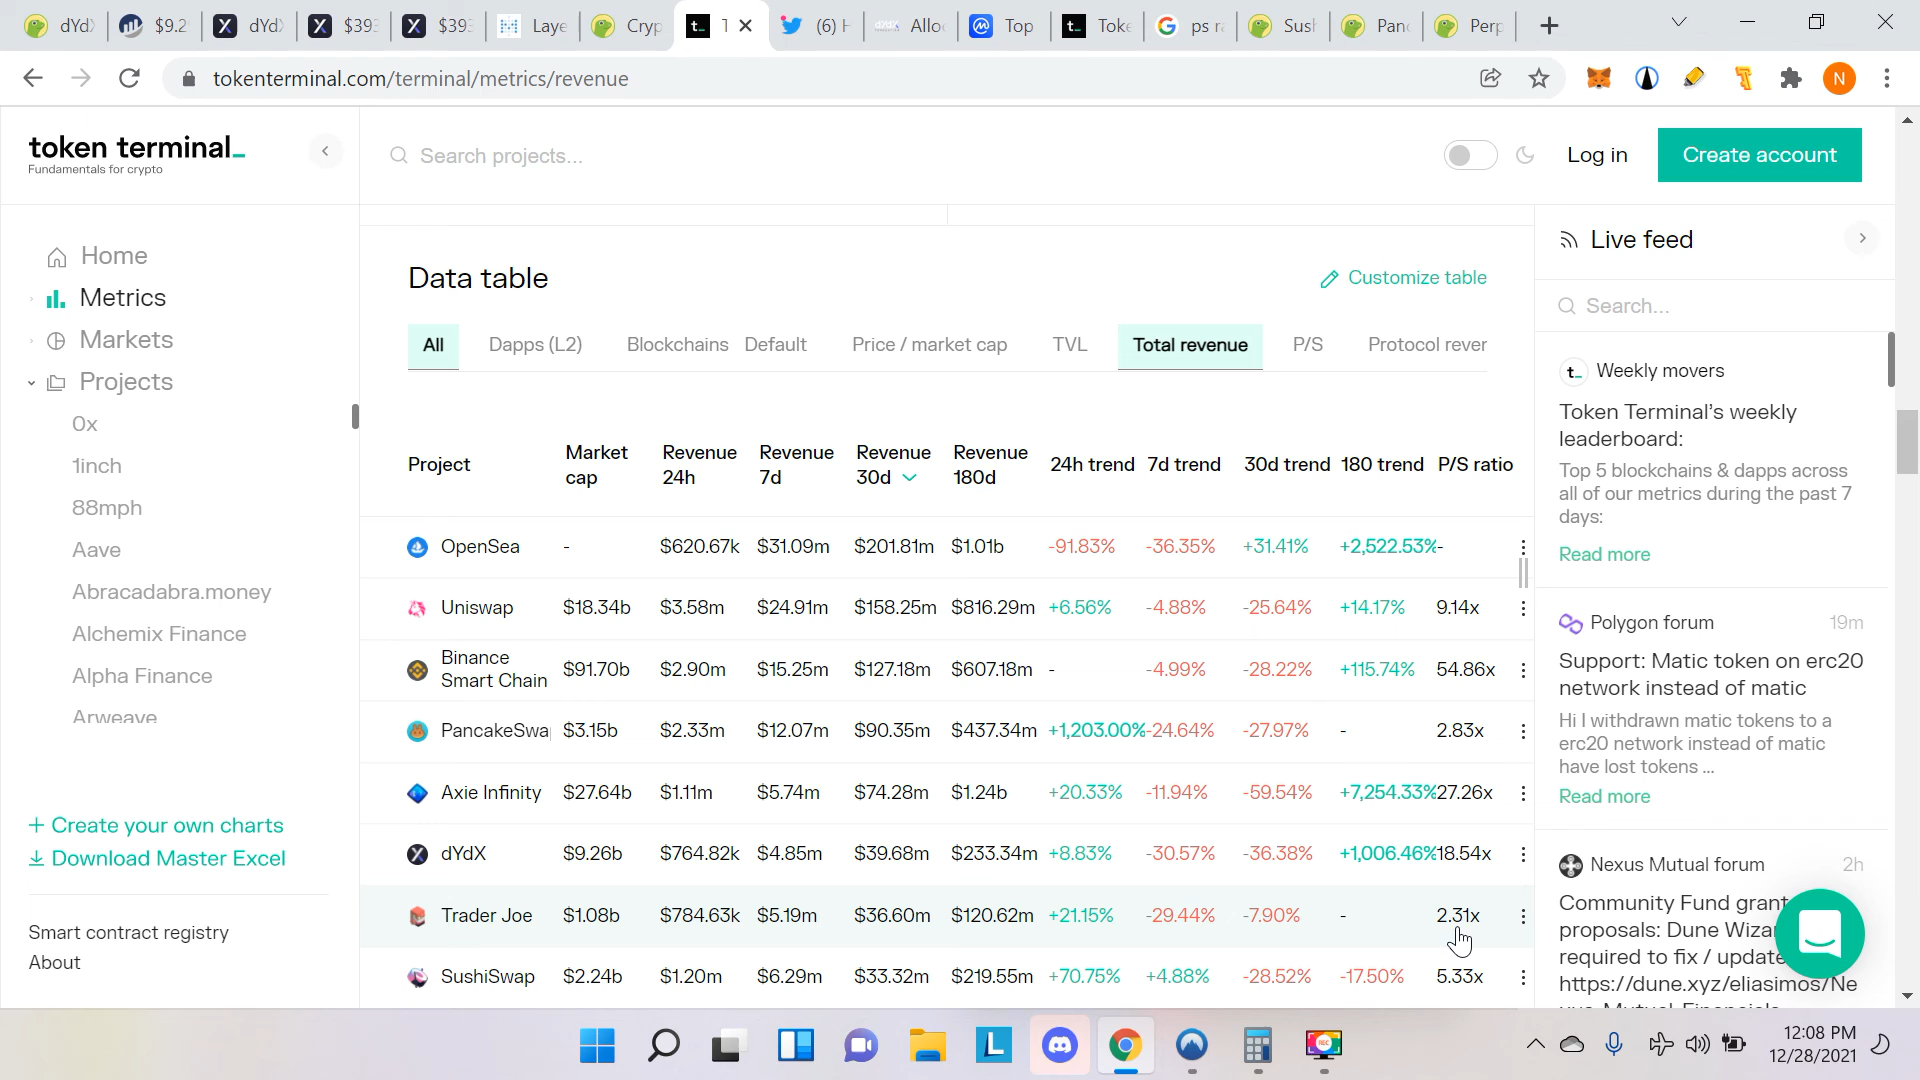 dYd
$9.2
dYd
$393
$393
Laye
Cryp
(6) H
Alloc
Top
Toke
ps ra
Sush
Panc
Perp
tokenterminal.com/terminal/metrics/revenue
N
token terminal_
Fundamentals for crypto
Search projects...
Log in
Create account
Home
Metrics
Markets
Projects
0x
1inch
88mph
Aave
Abracadabra.money
Alchemix Finance
Alpha Finance
Arweave
+ Create your own charts
Download Master Excel
Smart contract registry
About
Data table
Customize table
All Dapps (L2) Blockchains Default Price / market cap TVL Total revenue P/S Protocol rever
Project Market cap Revenue 24h Revenue 7d Revenue 30d Revenue 180d 24h trend 7d trend 30d trend 180 trend P/S ratio
OpenSea - $620.67k $31.09m $201.81m $1.01b -91.83% -36.35% +31.41% +2,522.53% -
Uniswap $18.34b $3.58m $24.91m $158.25m $816.29m +6.56% -4.88% -25.64% +14.17% 9.14x
Binance Smart Chain $91.70b $2.90m $15.25m $127.18m $607.18m - -4.99% -28.22% +115.74% 54.86x
PancakeSwa $3.15b $2.33m $12.07m $90.35m $437.34m +1,203.00% -24.64% -27.97% - 2.83x
Axie Infinity $27.64b $1.11m $5.74m $74.28m $1.24b +20.33% -11.94% -59.54% +7,254.33% 27.26x
dYdX $9.26b $764.82k $4.85m $39.68m $233.34m +8.83% -30.57% -36.38% +1,006.46% 18.54x
Trader Joe $1.08b $784.63k $5.19m $36.60m $120.62m +21.15% -29.44% -7.90% - 2.31x
SushiSwap $2.24b $1.20m $6.29m $33.32m $219.55m +70.75% +4.88% -28.52% -17.50% 5.33x
Live feed
Search...
t_ Weekly movers
Token Terminal's weekly
leaderboard:
Top 5 blockchains & dapps across
all of our metrics during the past 7
days:
Read more
Polygon forum 19m
Support: Matic token on erc20
network instead of matic
Hi I withdrawn matic tokens to a
erc20 network instead of matic
have lost tokens ...
Read more
Nexus Mutual forum 2h
Community Fund grant
proposals: Dune Wiza
required to fix / update
https://dune.xyz/eliasimos/Ne
12:08 PM
12/28/2021